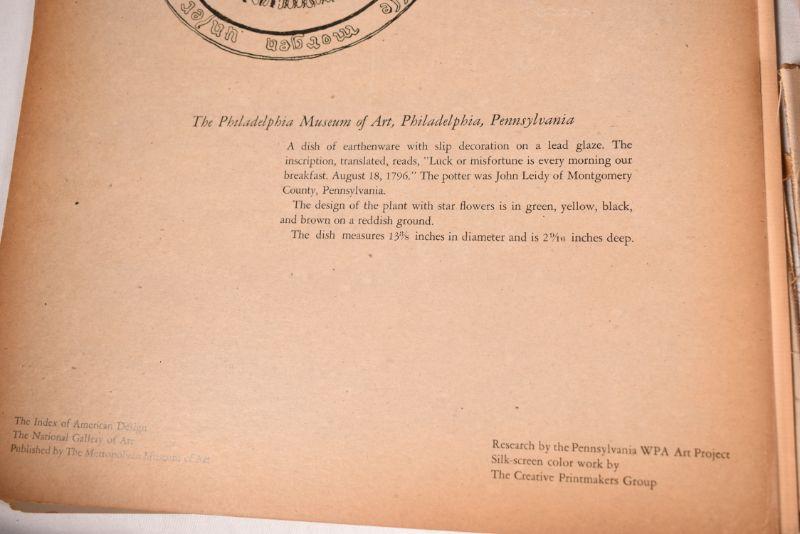 morgen unser
The Philadelphia Museum of Art, Philadelphia, Pennsylvania
A dish of earthenware with slip decoration on a lead glaze. The
inscription, translated, reads, "Luck or misfortune is every morning our
breakfast. August 18, 1796." The potter was John Leidy of Montgomery
County, Pennsylvania.
The design of the plant with star flowers is in green, yellow, black,
and brown on a reddish ground.
The dish measures inches in diameter and is inches deep.
The Index of American Design
The National Gallery of Art
Published by The Metropolitan Museum of Art
Research by the Pennsylvania WPA Art Project
Silk-screen color work by
The Creative Printmakers Group